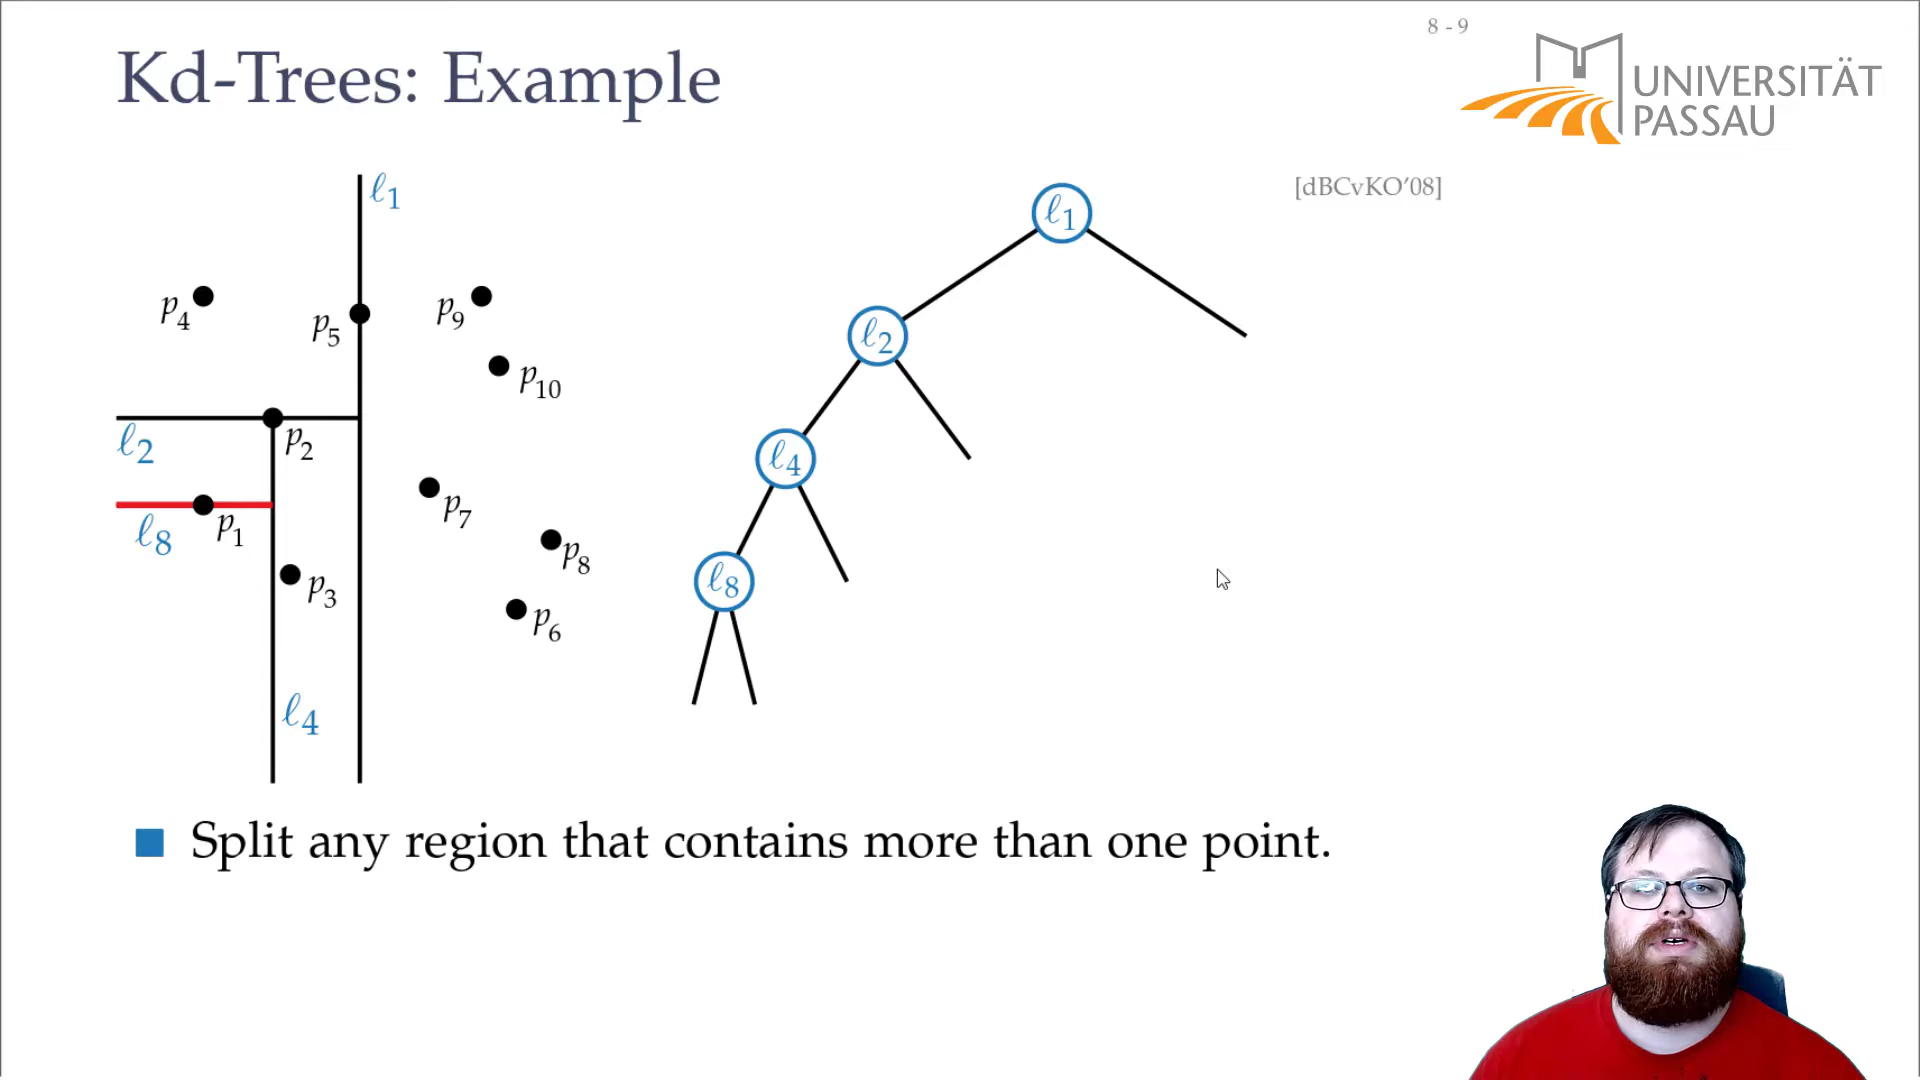 8 - 9
Kd-Trees: Example
UNIVERSITÄT
PASSAU
[dBCvKO'08]
ℓ1
p4
p5
p9
p10
ℓ2
p2
ℓ8
p1
p7
p8
p3
p6
ℓ4
ℓ1
ℓ2
ℓ4
ℓ8
Split any region that contains more than one point.